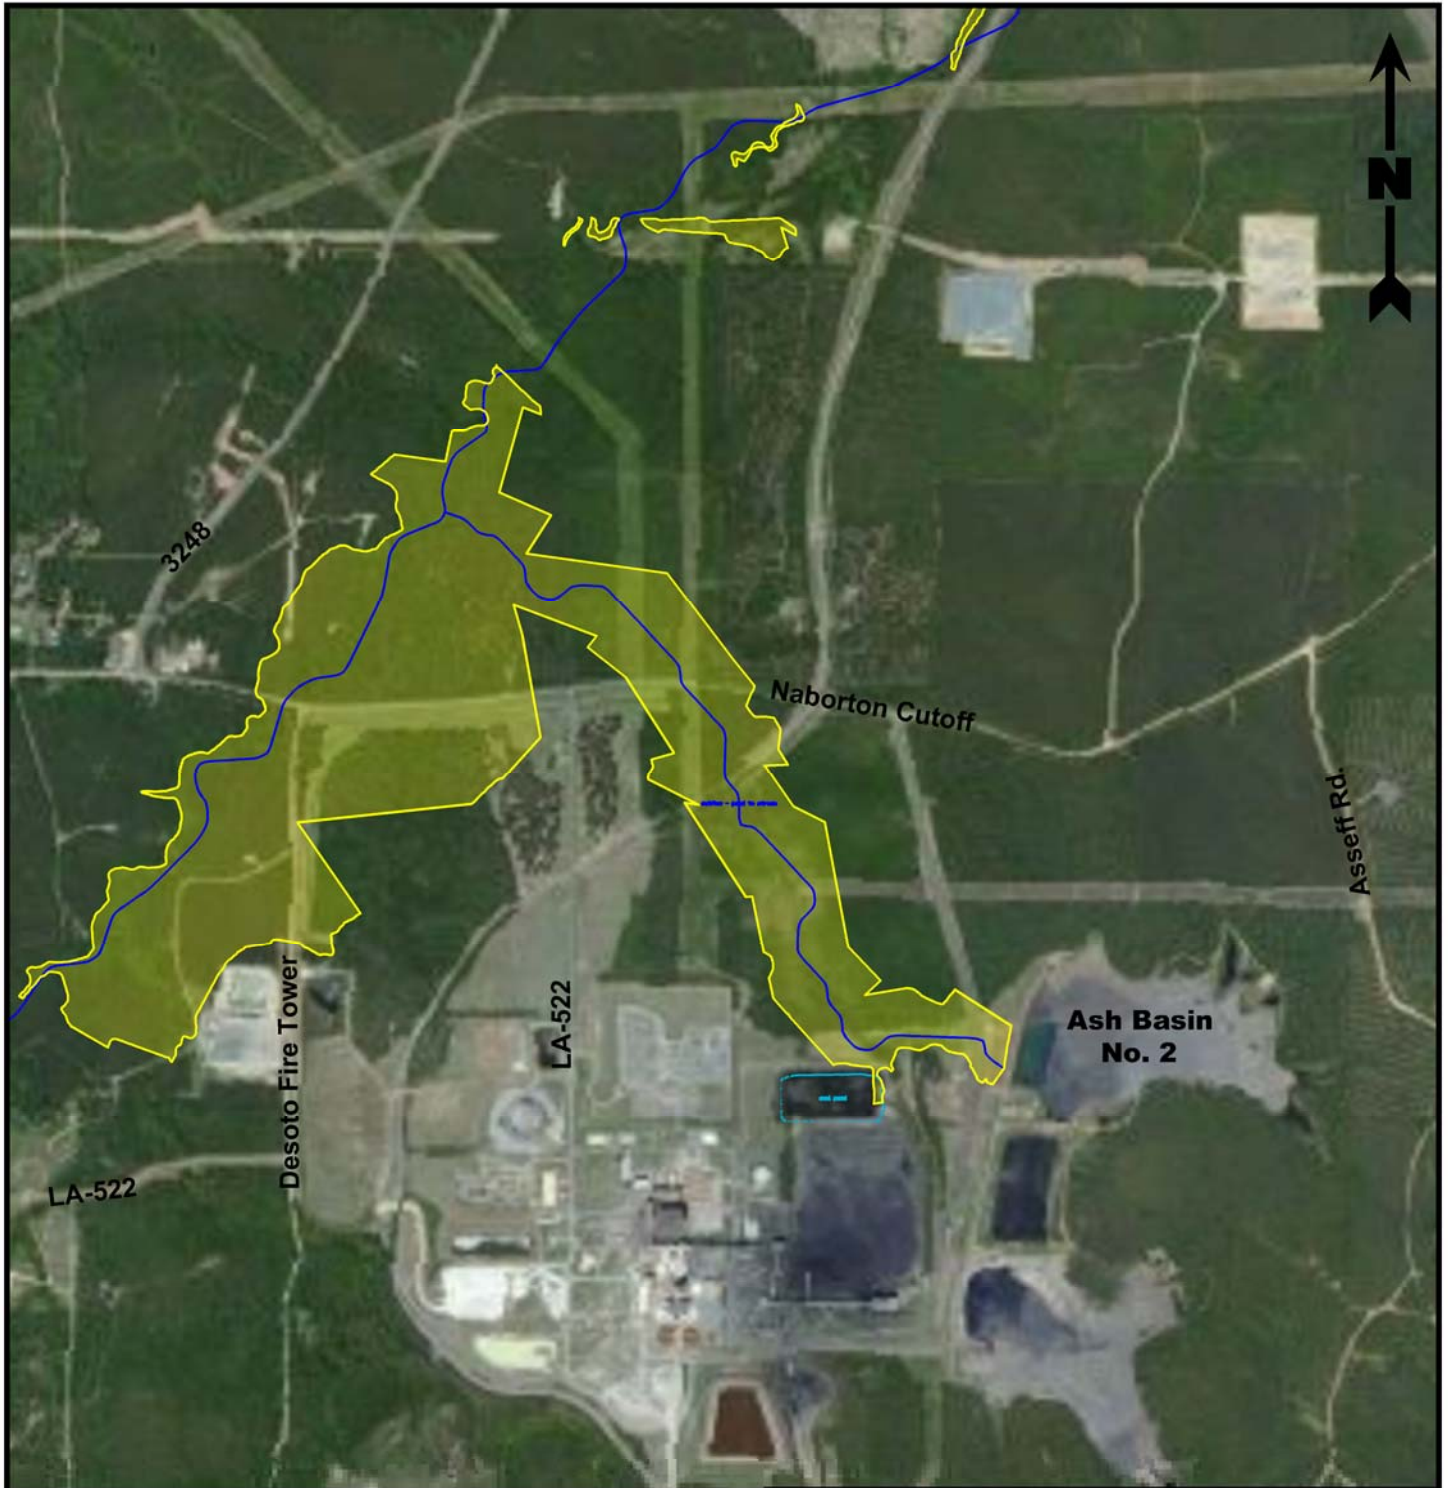 N
3248
Naborton Cutoff
Asseff Rd.
Ash Basin
No. 2
LA-522
Desoto Fire Tower
LA-522